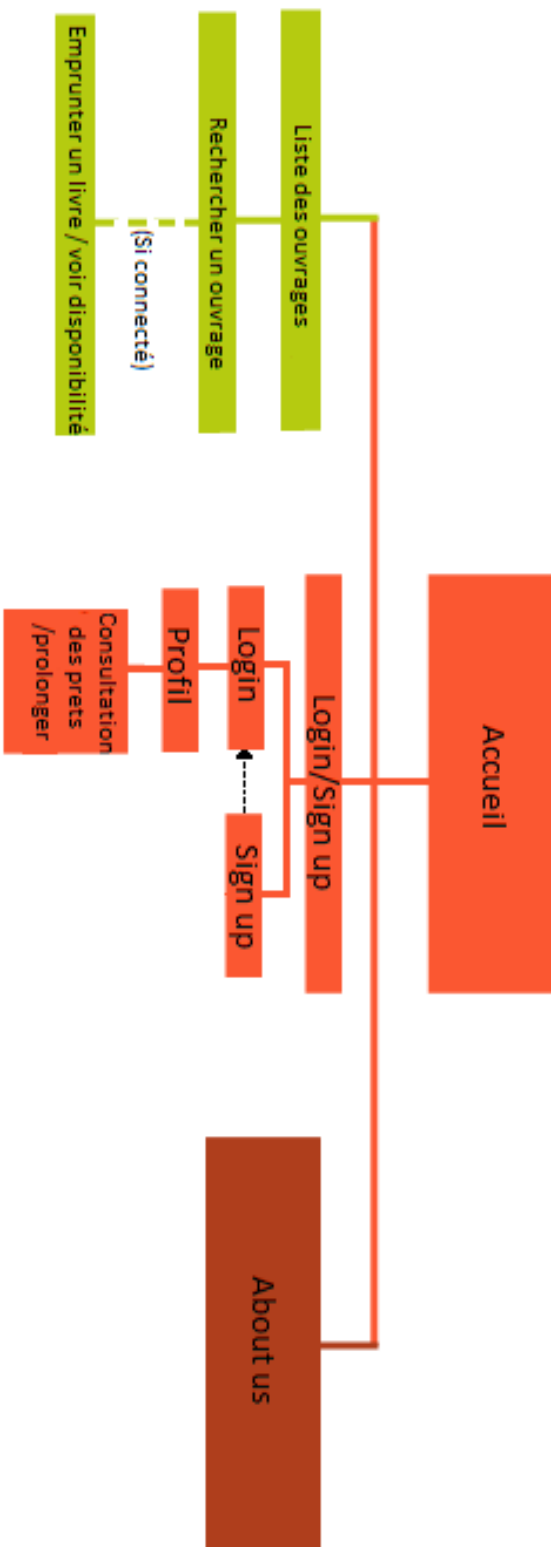 Accueil
Liste des ouvrages
Rechercher un ouvrage
(Si connecté)
Emprunter un livre / voir disponibilité
Login/Sign up
Login
Sign up
Profil
Consultation
des prets
/prolonger
About us